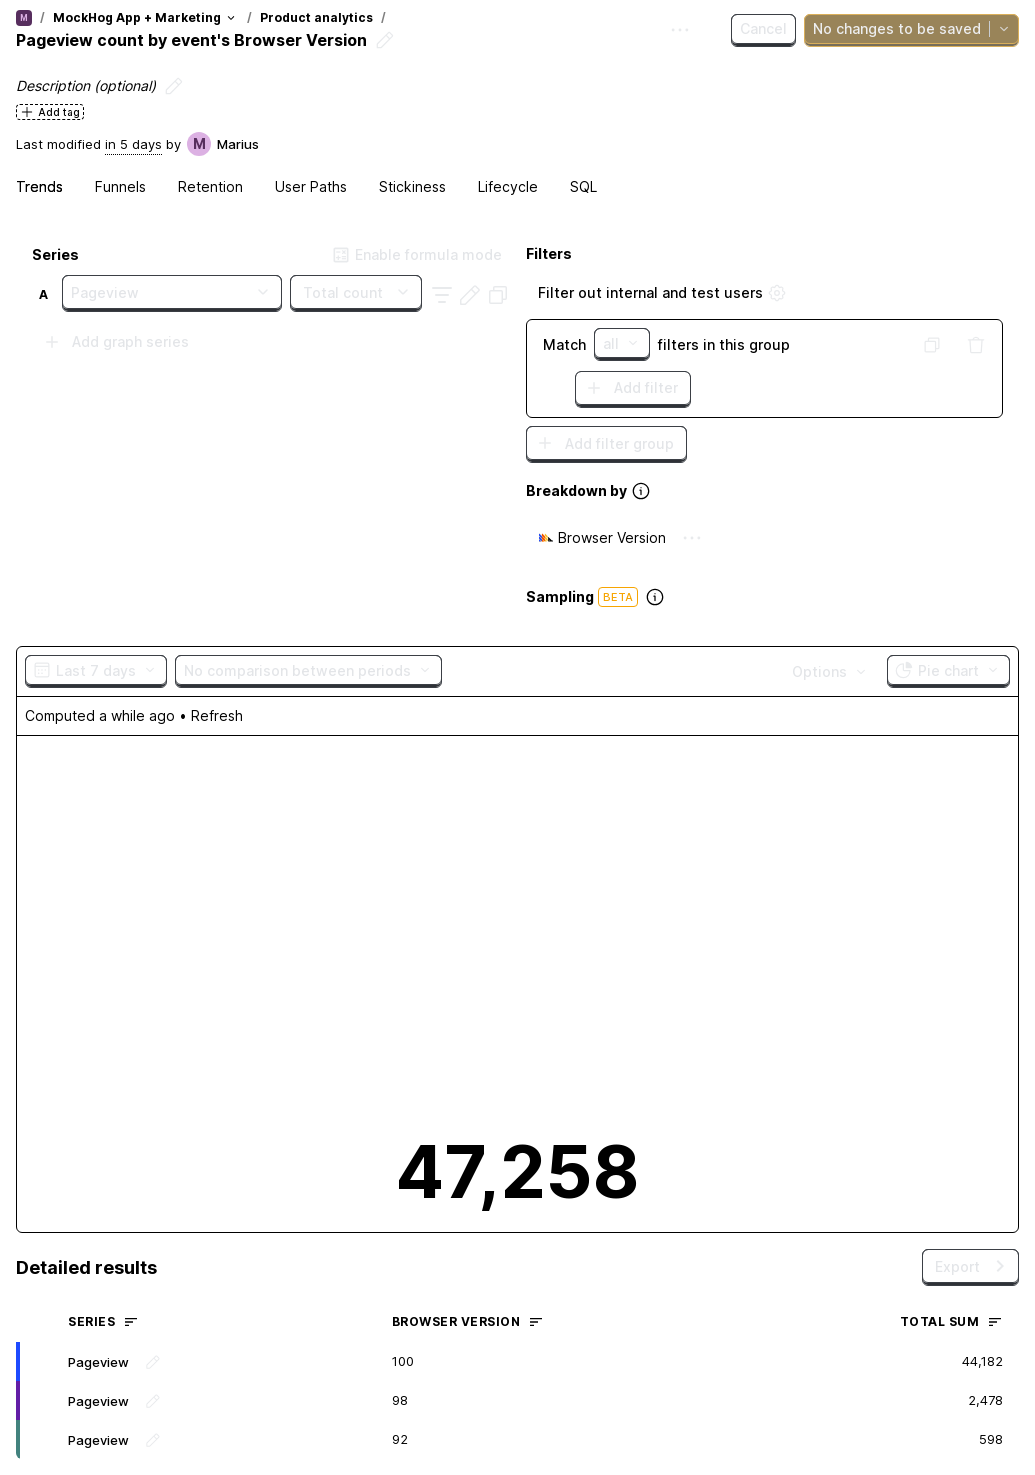 M / MockHog App + Marketing / Product analytics /
Pageview count by event's Browser Version
Cancel
No changes to be saved
Description (optional)
Add tag
Last modified in 5 days by M Marius
Trends Funnels Retention User Paths Stickiness Lifecycle SQL
Series
Enable formula mode
A Pageview Total count
Add graph series
Filters
Filter out internal and test users
Match all filters in this group
Add filter
Add filter group
Breakdown by
Browser Version
Sampling BETA
Last 7 days No comparison between periods Options Pie chart
Computed a while ago • Refresh
47,258
Detailed results
Export
SERIES BROWSER VERSION TOTAL SUM
Pageview 100 44,182
Pageview 98 2,478
Pageview 92 598